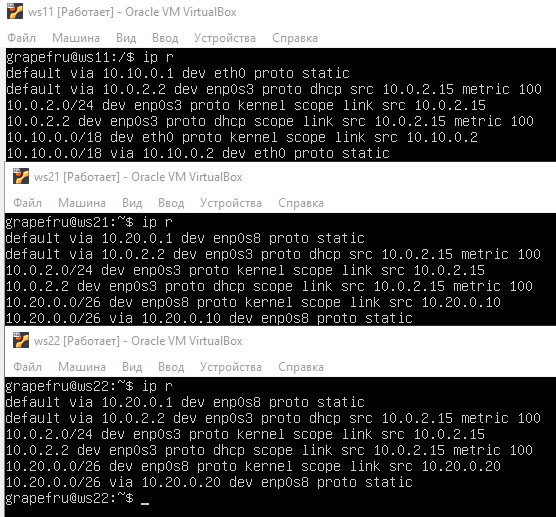 ws11 [Работает] - Oracle VM VirtualBox
Файл Машина Вид Ввод Устройства Справка
grapefru@ws11:/$ ip r
default via 10.10.0.1 dev eth0 proto static
default via 10.0.2.2 dev enp0s3 proto dhcp src 10.0.2.15 metric 100
10.0.2.0/24 dev enp0s3 proto kernel scope link src 10.0.2.15
10.0.2.2 dev enp0s3 proto dhcp scope link src 10.0.2.15 metric 100
10.10.0.0/18 dev eth0 proto kernel scope link src 10.10.0.2
10.10.0.0/18 via 10.10.0.2 dev eth0 proto static
ws21 [Работает] - Oracle VM VirtualBox
Файл Машина Вид Ввод Устройства Справка
grapefru@ws21:~$ ip r
default via 10.20.0.1 dev enp0s8 proto static
default via 10.0.2.2 dev enp0s3 proto dhcp src 10.0.2.15 metric 100
10.0.2.0/24 dev enp0s3 proto kernel scope link src 10.0.2.15
10.0.2.2 dev enp0s3 proto dhcp scope link src 10.0.2.15 metric 100
10.20.0.0/26 dev enp0s8 proto kernel scope link src 10.20.0.10
10.20.0.0/26 via 10.20.0.10 dev enp0s8 proto static
ws22 [Работает] - Oracle VM VirtualBox
Файл Машина Вид Ввод Устройства Справка
grapefru@ws22:~$ ip r
default via 10.20.0.1 dev enp0s8 proto static
default via 10.0.2.2 dev enp0s3 proto dhcp src 10.0.2.15 metric 100
10.0.2.0/24 dev enp0s3 proto kernel scope link src 10.0.2.15
10.0.2.2 dev enp0s3 proto dhcp scope link src 10.0.2.15 metric 100
10.20.0.0/26 dev enp0s8 proto kernel scope link src 10.20.0.20
10.20.0.0/26 via 10.20.0.20 dev enp0s8 proto static
grapefru@ws22:~$ _